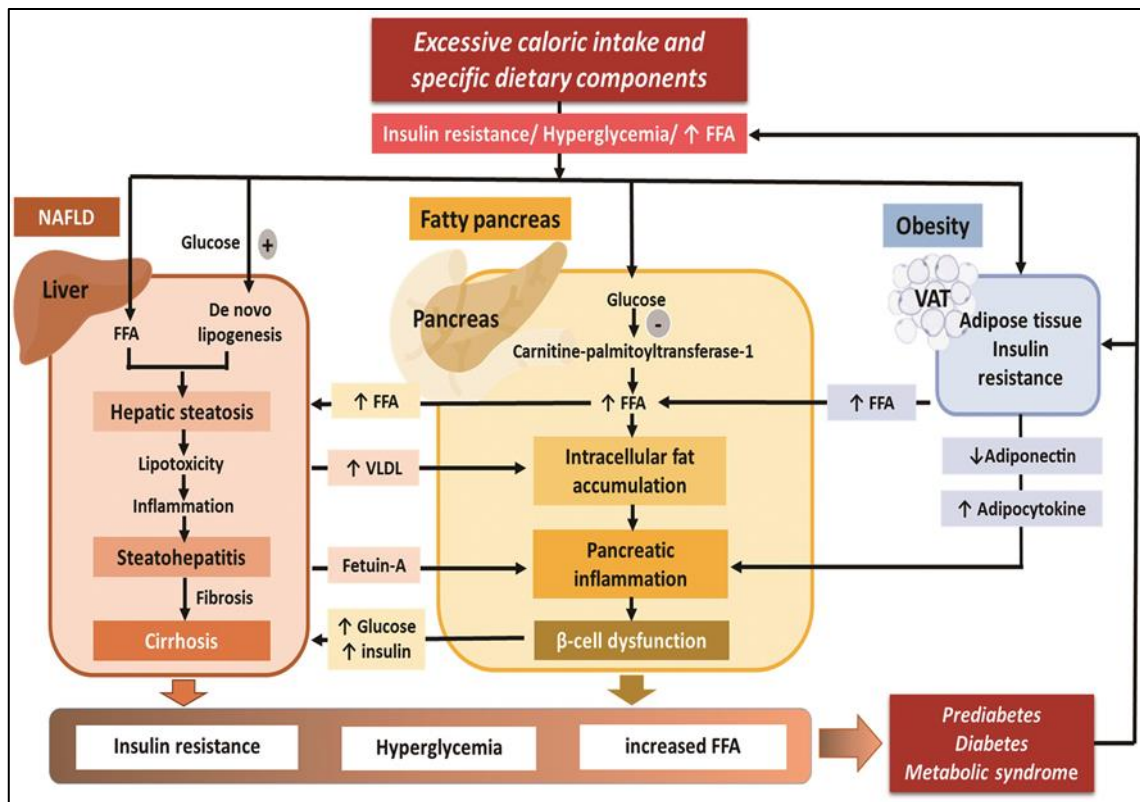 Excessive caloric intake and
specific dietary components
Insulin resistance/ Hyperglycemia/ ↑ FFA
NAFLD
Liver
Glucose
+
FFA
De novo
lipogenesis
Hepatic steatosis
Lipotoxicity
Inflammation
Steatohepatitis
Fibrosis
Cirrhosis
↑ FFA
↑ VLDL
Fetuin-A
↑ Glucose
↑ insulin
Fatty pancreas
Pancreas
Glucose
-
Carnitine-palmitoyltransferase-1
↑ FFA
Intracellular fat
accumulation
Pancreatic
inflammation
β-cell dysfunction
↑ FFA
Obesity
VAT
Adipose tissue
Insulin
resistance
↓Adiponectin
↑ Adipocytokine
Insulin resistance
Hyperglycemia
increased FFA
Prediabetes
Diabetes
Metabolic syndrome